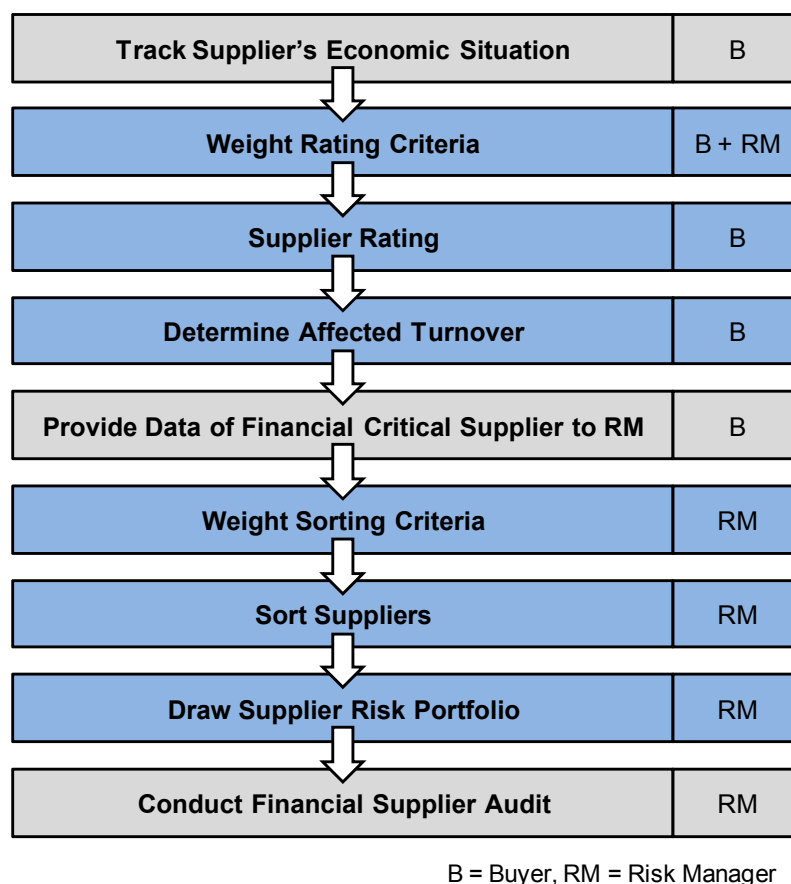 Track Supplier’s Economic Situation B
Weight Rating Criteria B + RM
Supplier Rating B
Determine Affected Turnover B
Provide Data of Financial Critical Supplier to RM B
Weight Sorting Criteria RM
Sort Suppliers RM
Draw Supplier Risk Portfolio RM
Conduct Financial Supplier Audit RM
B = Buyer, RM = Risk Manager